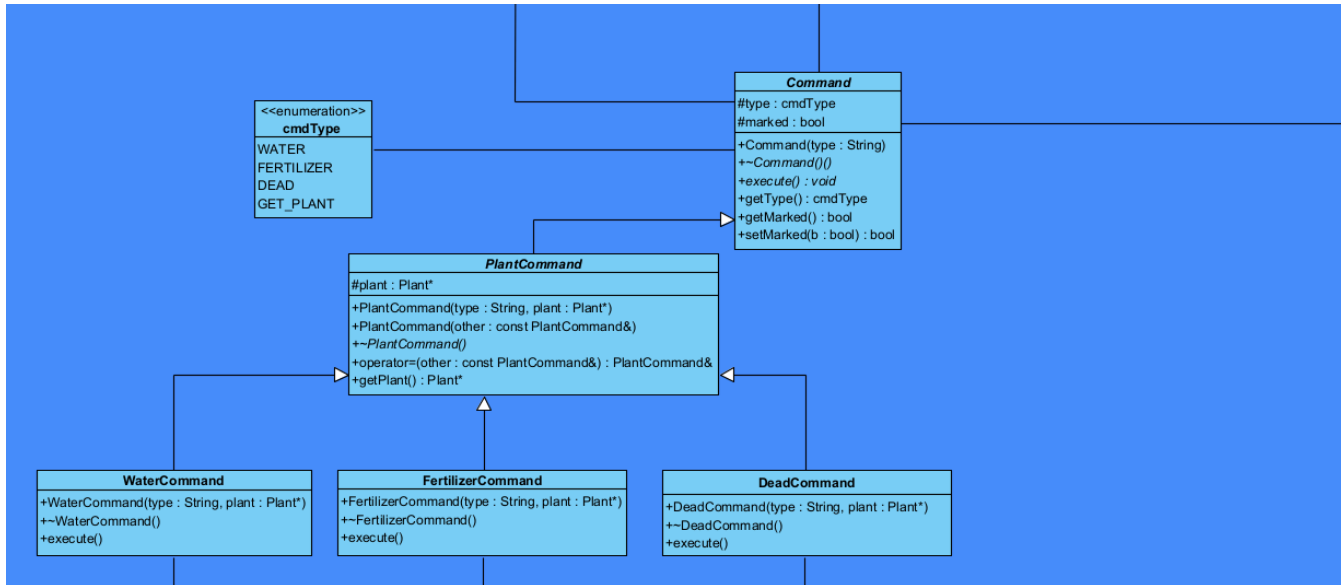 Command
#type : cmdType
#marked : bool
+Command(type : String)
+~Command()()
+execute() : void
+getType() : cmdType
+getMarked() : bool
+setMarked(b : bool) : bool
<<enumeration>>
cmdType
WATER
FERTILIZER
DEAD
GET_PLANT
PlantCommand
#plant : Plant*
+PlantCommand(type : String, plant : Plant*)
+PlantCommand(other : const PlantCommand&)
+~PlantCommand()
+operator=(other : const PlantCommand&) : PlantCommand&
+getPlant() : Plant*
WaterCommand
+WaterCommand(type : String, plant : Plant*)
+~WaterCommand()
+execute()
FertilizerCommand
+FertilizerCommand(type : String, plant : Plant*)
+~FertilizerCommand()
+execute()
DeadCommand
+DeadCommand(type : String, plant : Plant*)
+~DeadCommand()
+execute()